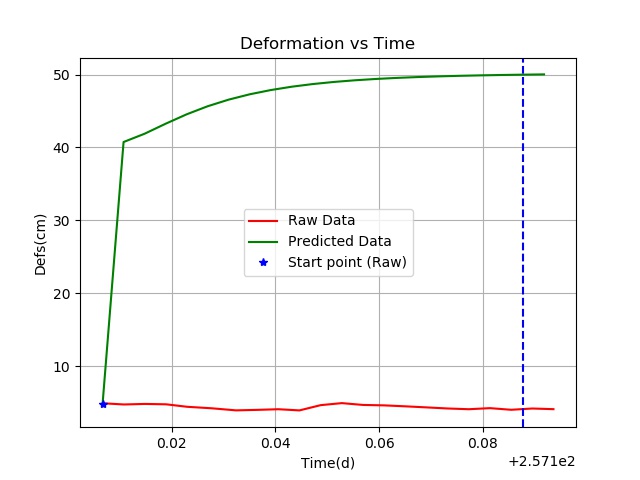 Deformation vs Time
Defs(cm)
50
40
30
20
10
Raw Data
Predicted Data
Start point (Raw)
0.02 0.04 0.06 0.08
+2.571e2
Time(d)